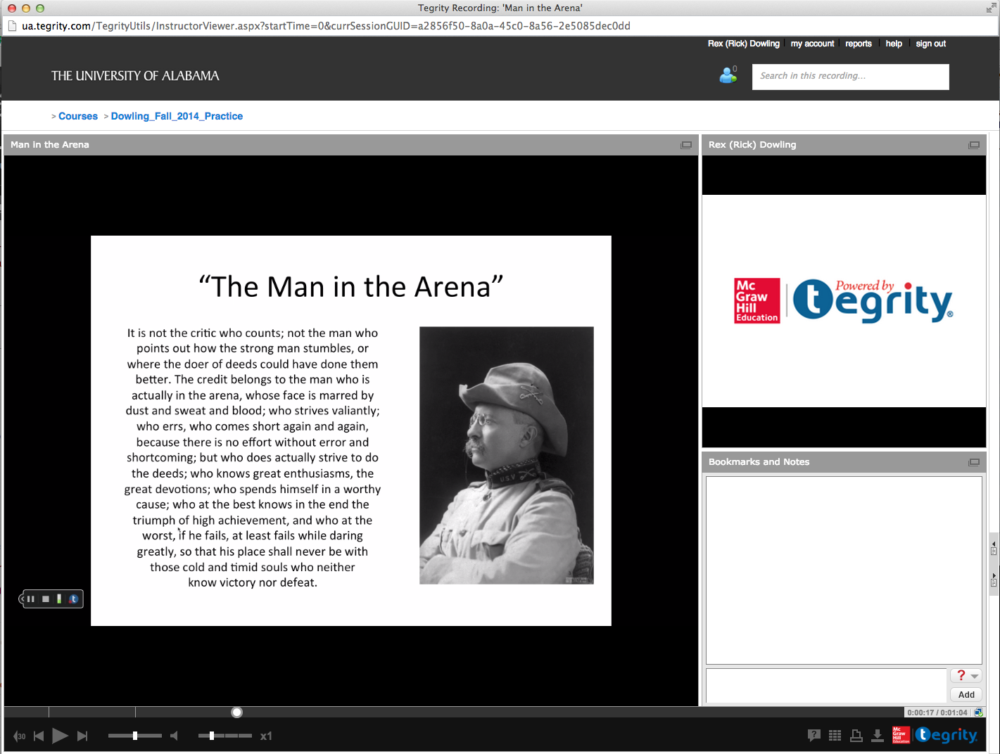 Tegrity Recording: 'Man in the Arena'
ua.tegrity.com/TegrityUtils/InstructorViewer.aspx?startTime=0&currSessionGUID=a2856f50-8a0a-45c0-8a56-2e5085dec0dd
Rex (Rick) Dowling my account reports help sign out
THE UNIVERSITY OF ALABAMA
0
Search in this recording...
> Courses > Dowling_Fall_2014_Practice
Man in the Arena
Rex (Rick) Dowling
“The Man in the Arena”
It is not the critic who counts; not the man who
points out how the strong man stumbles, or
where the doer of deeds could have done them
better. The credit belongs to the man who is
actually in the arena, whose face is marred by
dust and sweat and blood; who strives valiantly;
who errs, who comes short again and again,
because there is no effort without error and
shortcoming; but who does actually strive to do
the deeds; who knows great enthusiasms, the
great devotions; who spends himself in a worthy
cause; who at the best knows in the end the
triumph of high achievement, and who at the
worst, if he fails, at least fails while daring
greatly, so that his place shall never be with
those cold and timid souls who neither
know victory nor defeat.
USV
t
Mc
Graw
Hill
Education
Powered by
tegrity®
Bookmarks and Notes
?
Add
0:00:17 / 0:01:04
30
x1
?
Mc
Graw
Hill
Education
tegrity